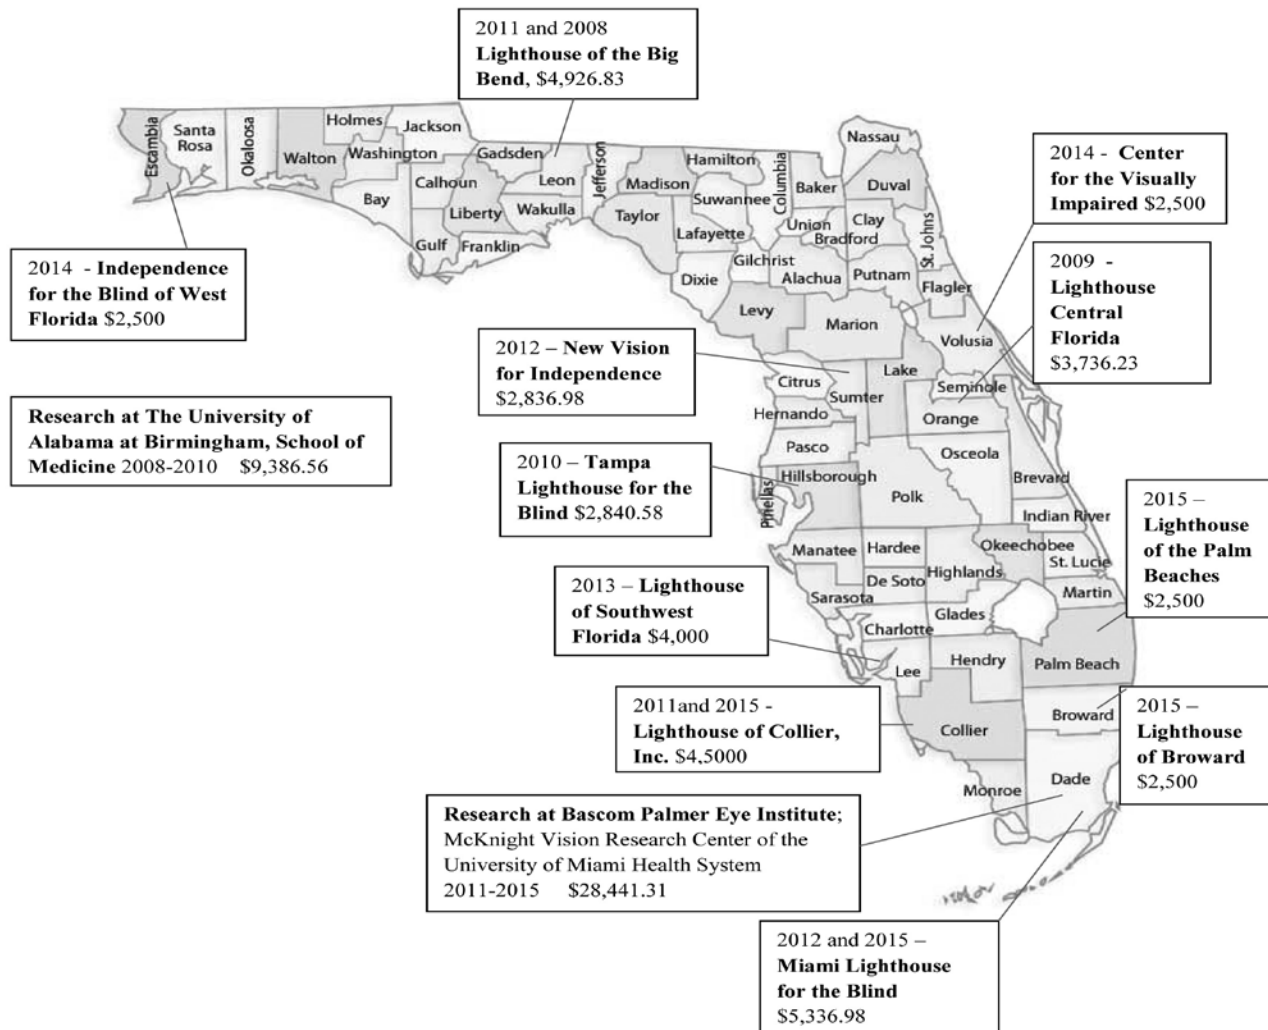 2011 and 2008
Lighthouse of the Big
Bend, $4,926.83
Escambia
Santa
Rosa
Okaloosa
Walton
Holmes
Washington
Jackson
Bay
Calhoun
Gulf
Liberty
Franklin
Gadsden
Leon
Wakulla
Jefferson
Madison
Taylor
Hamilton
Suwannee
Lafayette
Dixie
Columbia
Gilchrist
Baker
Union
Bradford
Alachua
Nassau
Duval
Clay
St. Johns
Putnam
Flagler
Levy
Marion
Volusia
2014 - Center
for the Visually
Impaired $2,500
2014 - Independence
for the Blind of West
Florida $2,500
2009 -
Lighthouse
Central
Florida
$3,736.23
2012 – New Vision
for Independence
$2,836.98
Citrus
Sumter
Lake
Seminole
Hernando
Orange
Pasco
Osceola
Brevard
Research at The University of
Alabama at Birmingham, School of
Medicine 2008-2010 $9,386.56
2010 – Tampa
Lighthouse for the
Blind $2,840.58
Pinellas
Hillsborough
Polk
Indian River
2015 –
Lighthouse
of the Palm
Beaches
$2,500
Manatee
Hardee
Highlands
Okeechobee
St. Lucie
Sarasota
De Soto
Martin
2013 – Lighthouse
of Southwest
Florida $4,000
Charlotte
Glades
Lee
Hendry
Palm Beach
2011and 2015 -
Lighthouse of Collier,
Inc. $4,5000
Collier
Broward
2015 –
Lighthouse
of Broward
$2,500
Monroe
Dade
Research at Bascom Palmer Eye Institute;
McKnight Vision Research Center of the
University of Miami Health System
2011-2015 $28,441.31
2012 and 2015 –
Miami Lighthouse
for the Blind
$5,336.98